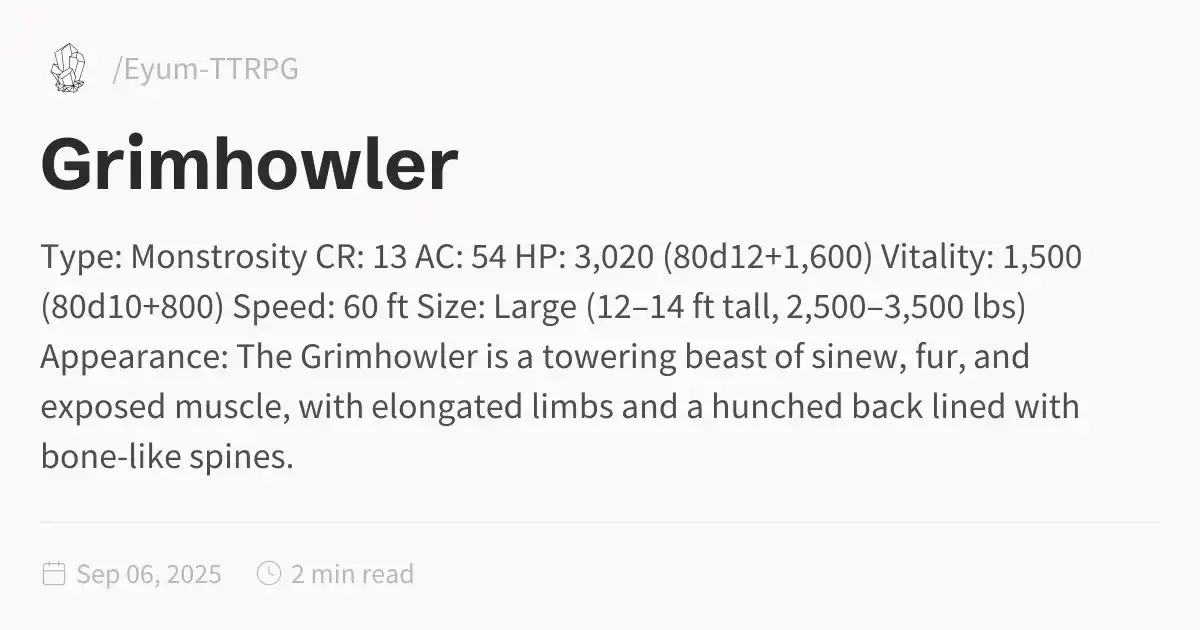 /Eyum-TTRPG
Grimhowler
Type: Monstrosity CR: 13 AC: 54 HP: 3,020 (80d12+1,600) Vitality: 1,500
(80d10+800) Speed: 60 ft Size: Large (12–14 ft tall, 2,500–3,500 lbs)
Appearance: The Grimhowler is a towering beast of sinew, fur, and
exposed muscle, with elongated limbs and a hunched back lined with
bone-like spines.
Sep 06, 2025 2 min read